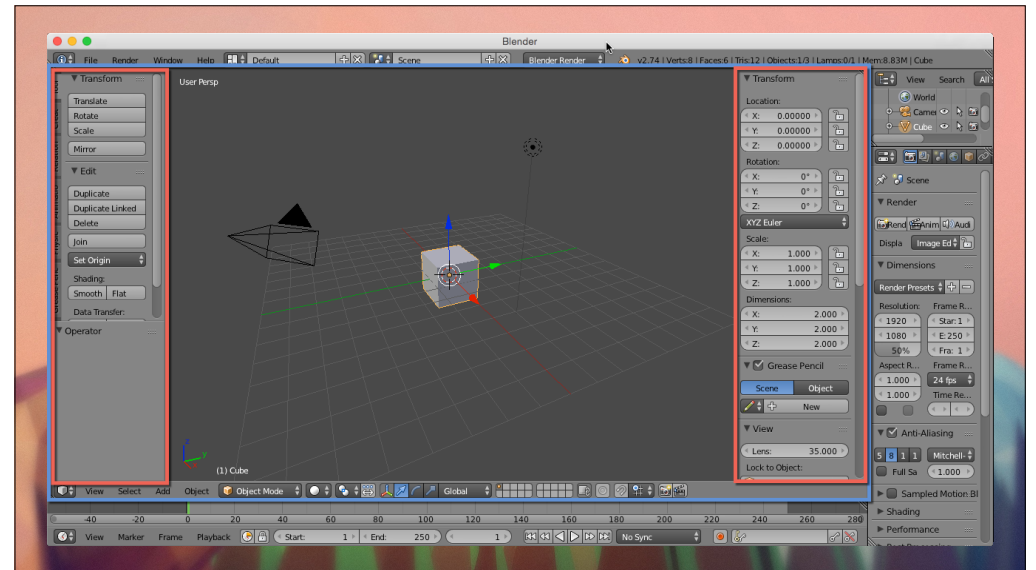 Blender
File Render Window Help Default Scene Blender Render v2.74 | Verts:8 | Faces:6 | Tris:12 | Objects:1/3 | Lamps:0/1 | Mem:8.83M | Cube
Transform
Translate
Rotate
Scale
Mirror
Edit
Duplicate
Duplicate Linked
Delete
Join
Set Origin
Shading:
Smooth Flat
Data Transfer:
Operator
User Persp
z
y
(1) Cube
Transform
Location:
X: 0.00000
Y: 0.00000
Z: 0.00000
Rotation:
X: 0°
Y: 0°
Z: 0°
XYZ Euler
Scale:
X: 1.000
Y: 1.000
Z: 1.000
Dimensions:
X: 2.000
Y: 2.000
Z: 2.000
Grease Pencil
Scene Object
New
View
Lens: 35.000
Lock to Object:
View Search All
World
Camei
Cube
Scene
Render
Rend Anim Audi
Displa Image Ed
Dimensions
Render Presets
Resolution: Frame R...
1920 Star: 1
1080 E: 250
50% Fra: 1
Aspect R... Frame R...
1.000 24 fps
1.000 Time Re...
Anti-Aliasing
5 8 1 1 Mitchell-
Full Sa 1.000
Sampled Motion Bl
Shading
Performance
View Select Add Object Object Mode Global
-40 -20 0 20 40 60 80 100 120 140 160 180 200 220 240 260 280
View Marker Frame Playback Start: 1 End: 250 1 No Sync